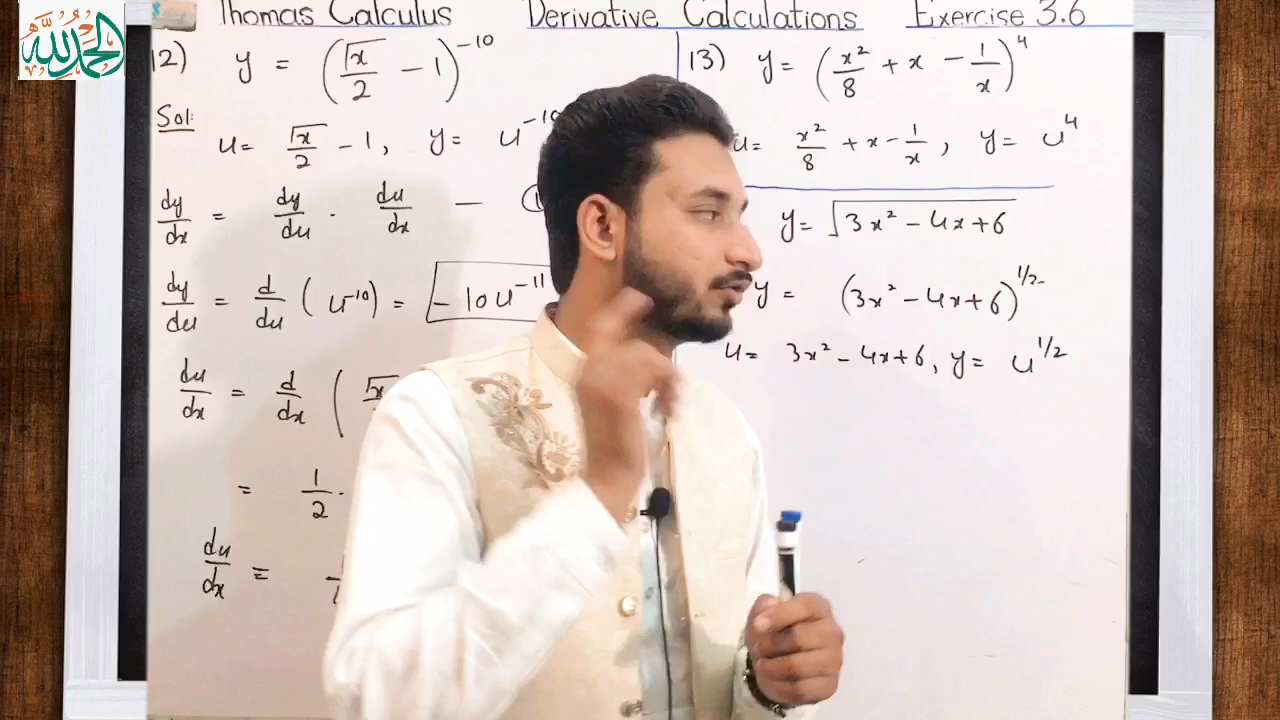 الحمدلله
Thomas Calculus Derivative Calculations Exercise 3.6
12) y = (√x/2 - 1)^-10
Sol:
u = √x/2 - 1, y = u^-10
dy/dx = dy/du · du/dx — ①
dy/du = d/du (u^-10) = -10u^-11
du/dx = d/dx (√x
= 1/2 ·
du/dx =
13) y = (x²/8 + x - 1/x)^4
u = x²/8 + x - 1/x, y = u^4
y = √3x² - 4x + 6
y = (3x² - 4x + 6)^1/2
u = 3x² - 4x + 6, y = u^1/2